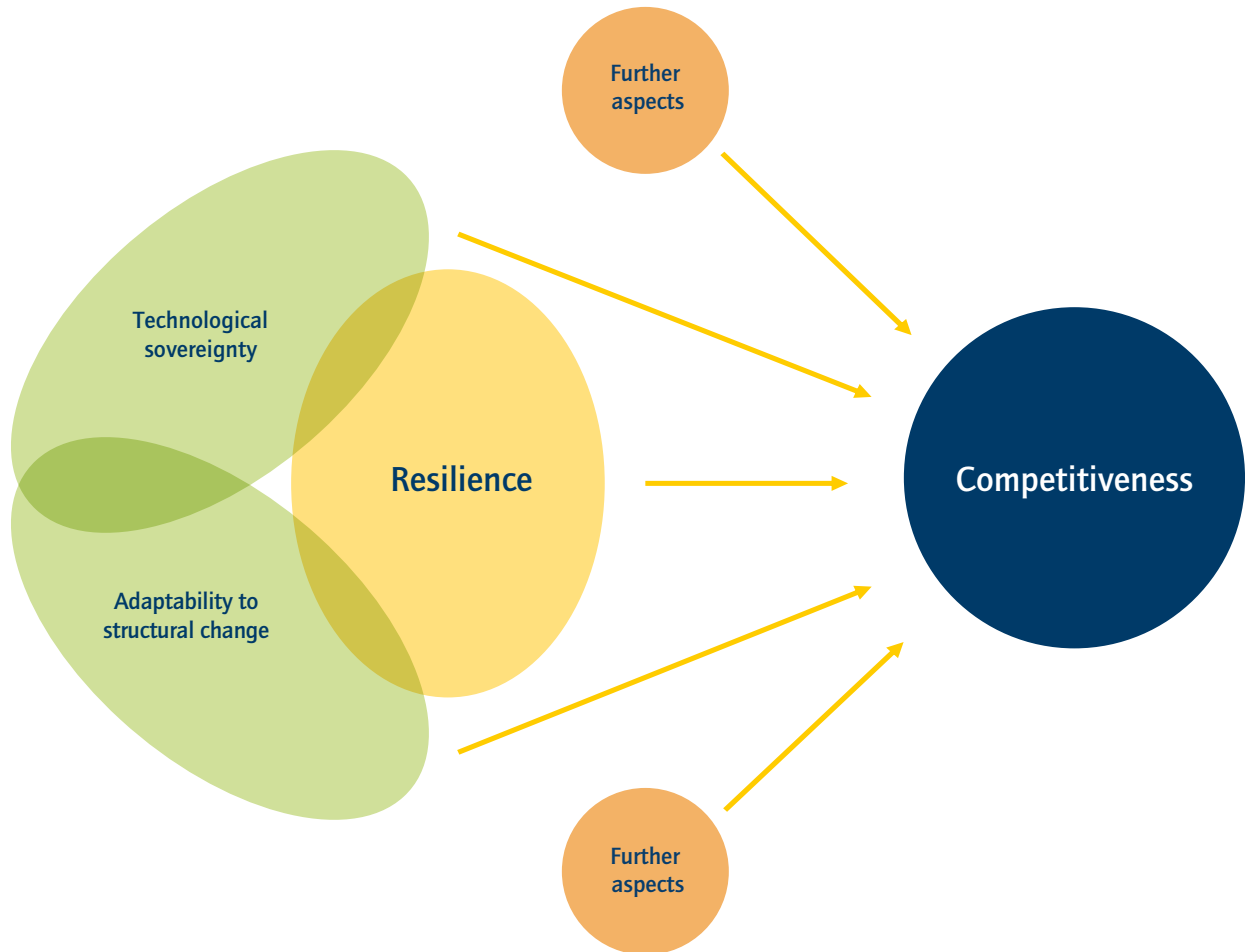 Further
aspects
Technological
sovereignty
Resilience
Competitiveness
Adaptability to
structural change
Further
aspects